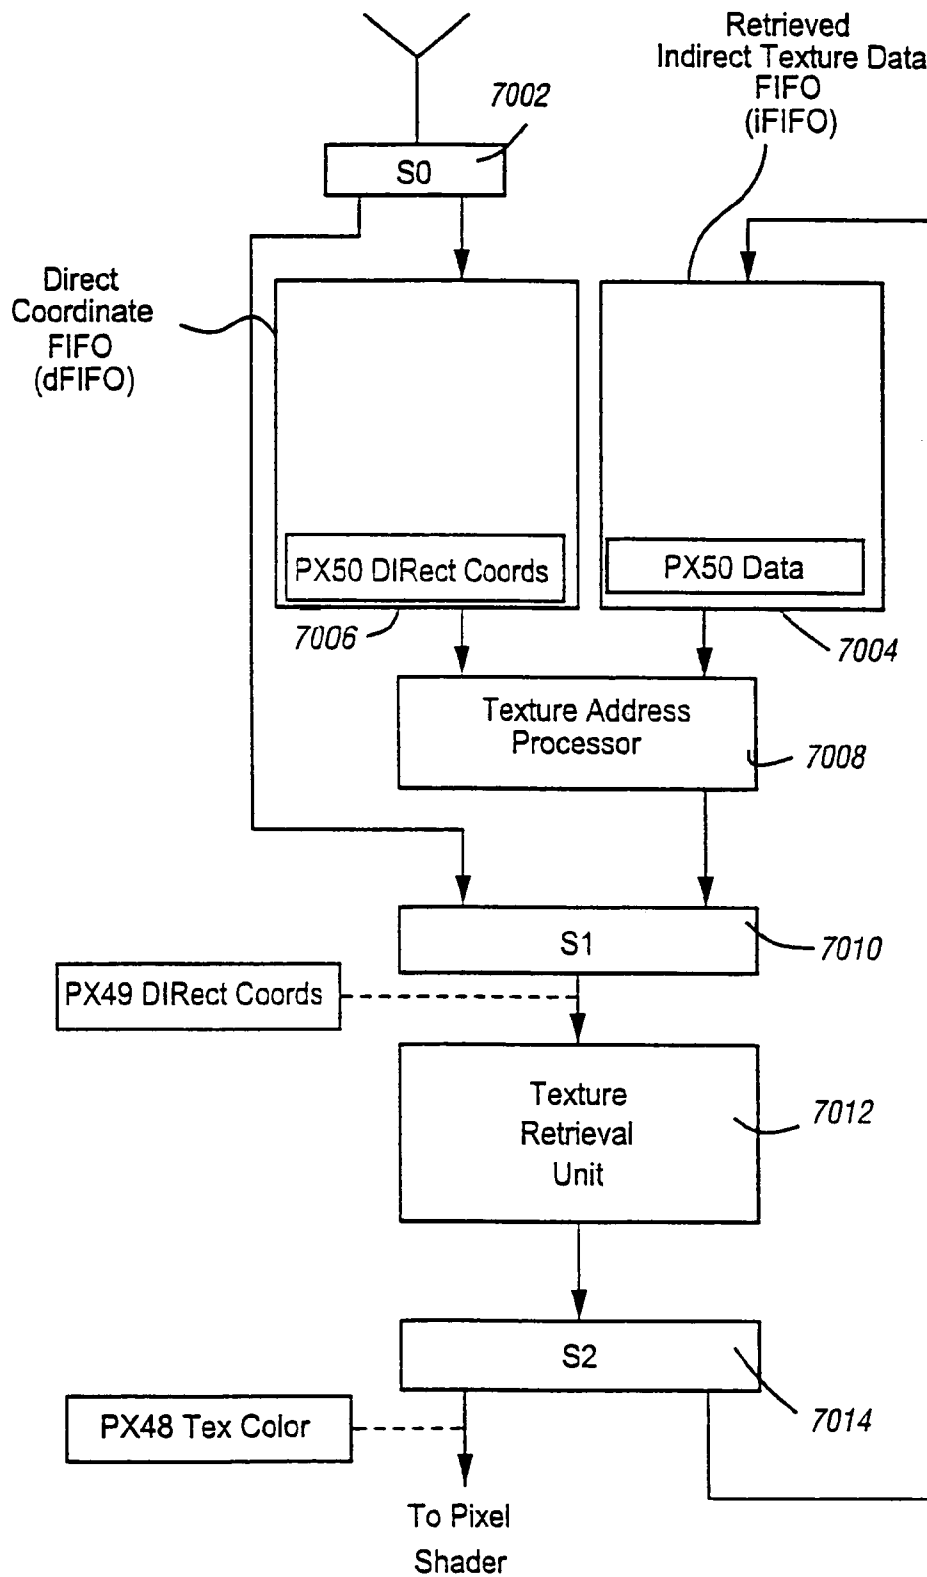 Retrieved
Indirect Texture Data
FIFO
(iFIFO)
7002
S0
Direct
Coordinate
FIFO
(dFIFO)
PX50 DIRect Coords
PX50 Data
7006
7004
Texture Address
Processor
7008
S1
7010
PX49 DIRect Coords
Texture
Retrieval
Unit
7012
S2
7014
PX48 Tex Color
To Pixel
Shader